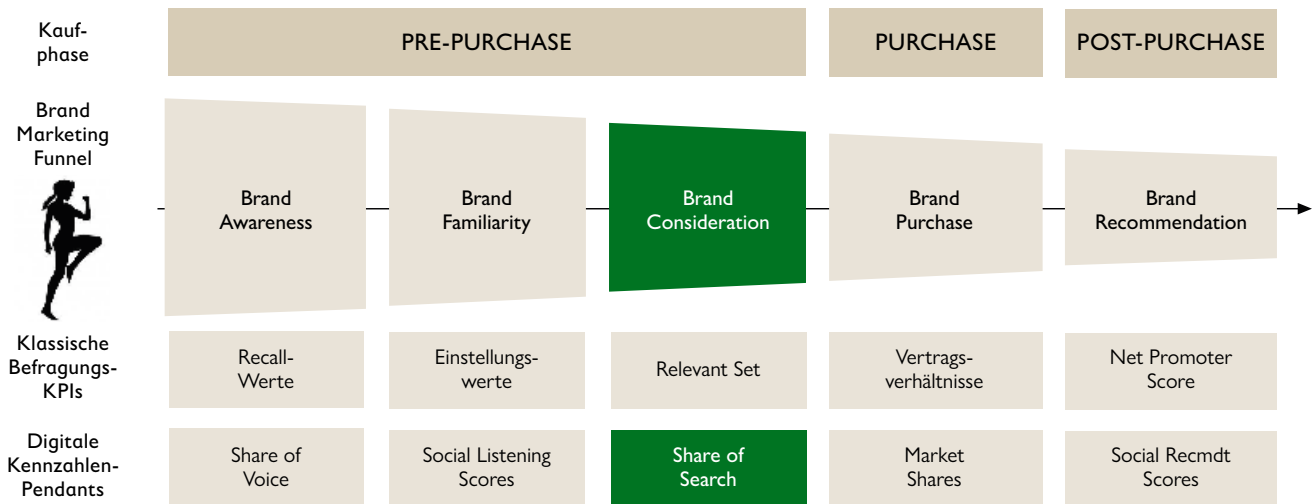 Kauf-
phase
PRE-PURCHASE
PURCHASE
POST-PURCHASE
Brand
Marketing
Funnel
Brand
Awareness
Brand
Familiarity
Brand
Consideration
Brand
Purchase
Brand
Recommendation
Klassische
Befragungs-
KPIs
Recall-
Werte
Einstellungs-
werte
Relevant Set
Vertrags-
verhältnisse
Net Promoter
Score
Digitale
Kennzahlen-
Pendants
Share of
Voice
Social Listening
Scores
Share of
Search
Market
Shares
Social Recmdt
Scores